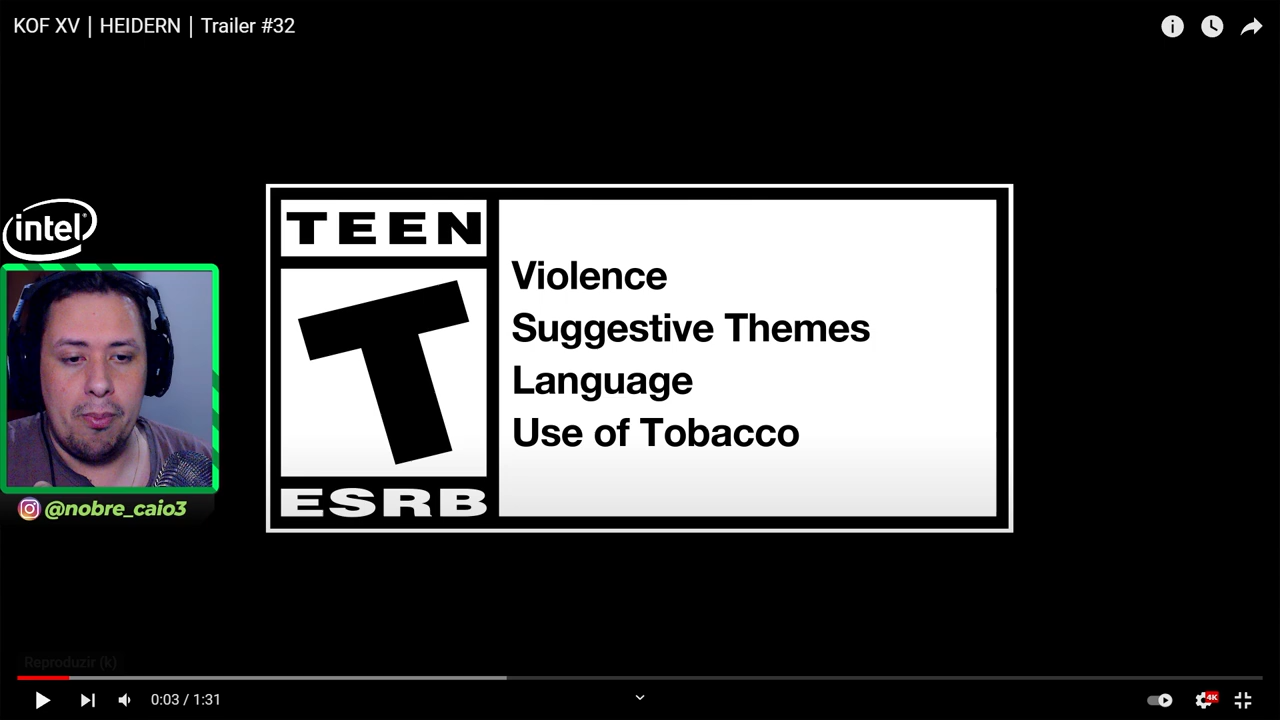 KOF XV | HEIDERN | Trailer #32
intel
@nobre_caio3
TEEN
T
ESRB
Violence
Suggestive Themes
Language
Use of Tobacco
Reproduzir (k)
0:03 / 1:31
4K